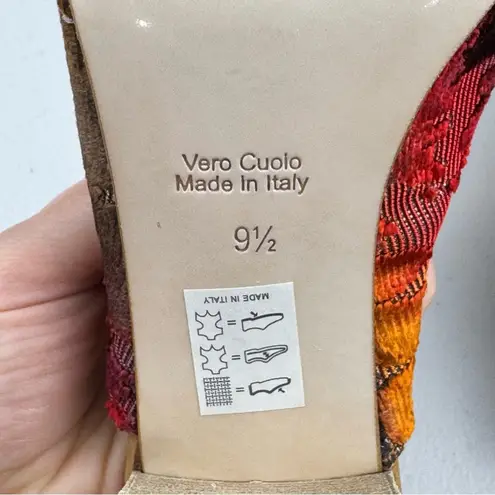 Vero Cuoio
Made In Italy
9½
MADE IN ITALY
=
=
=